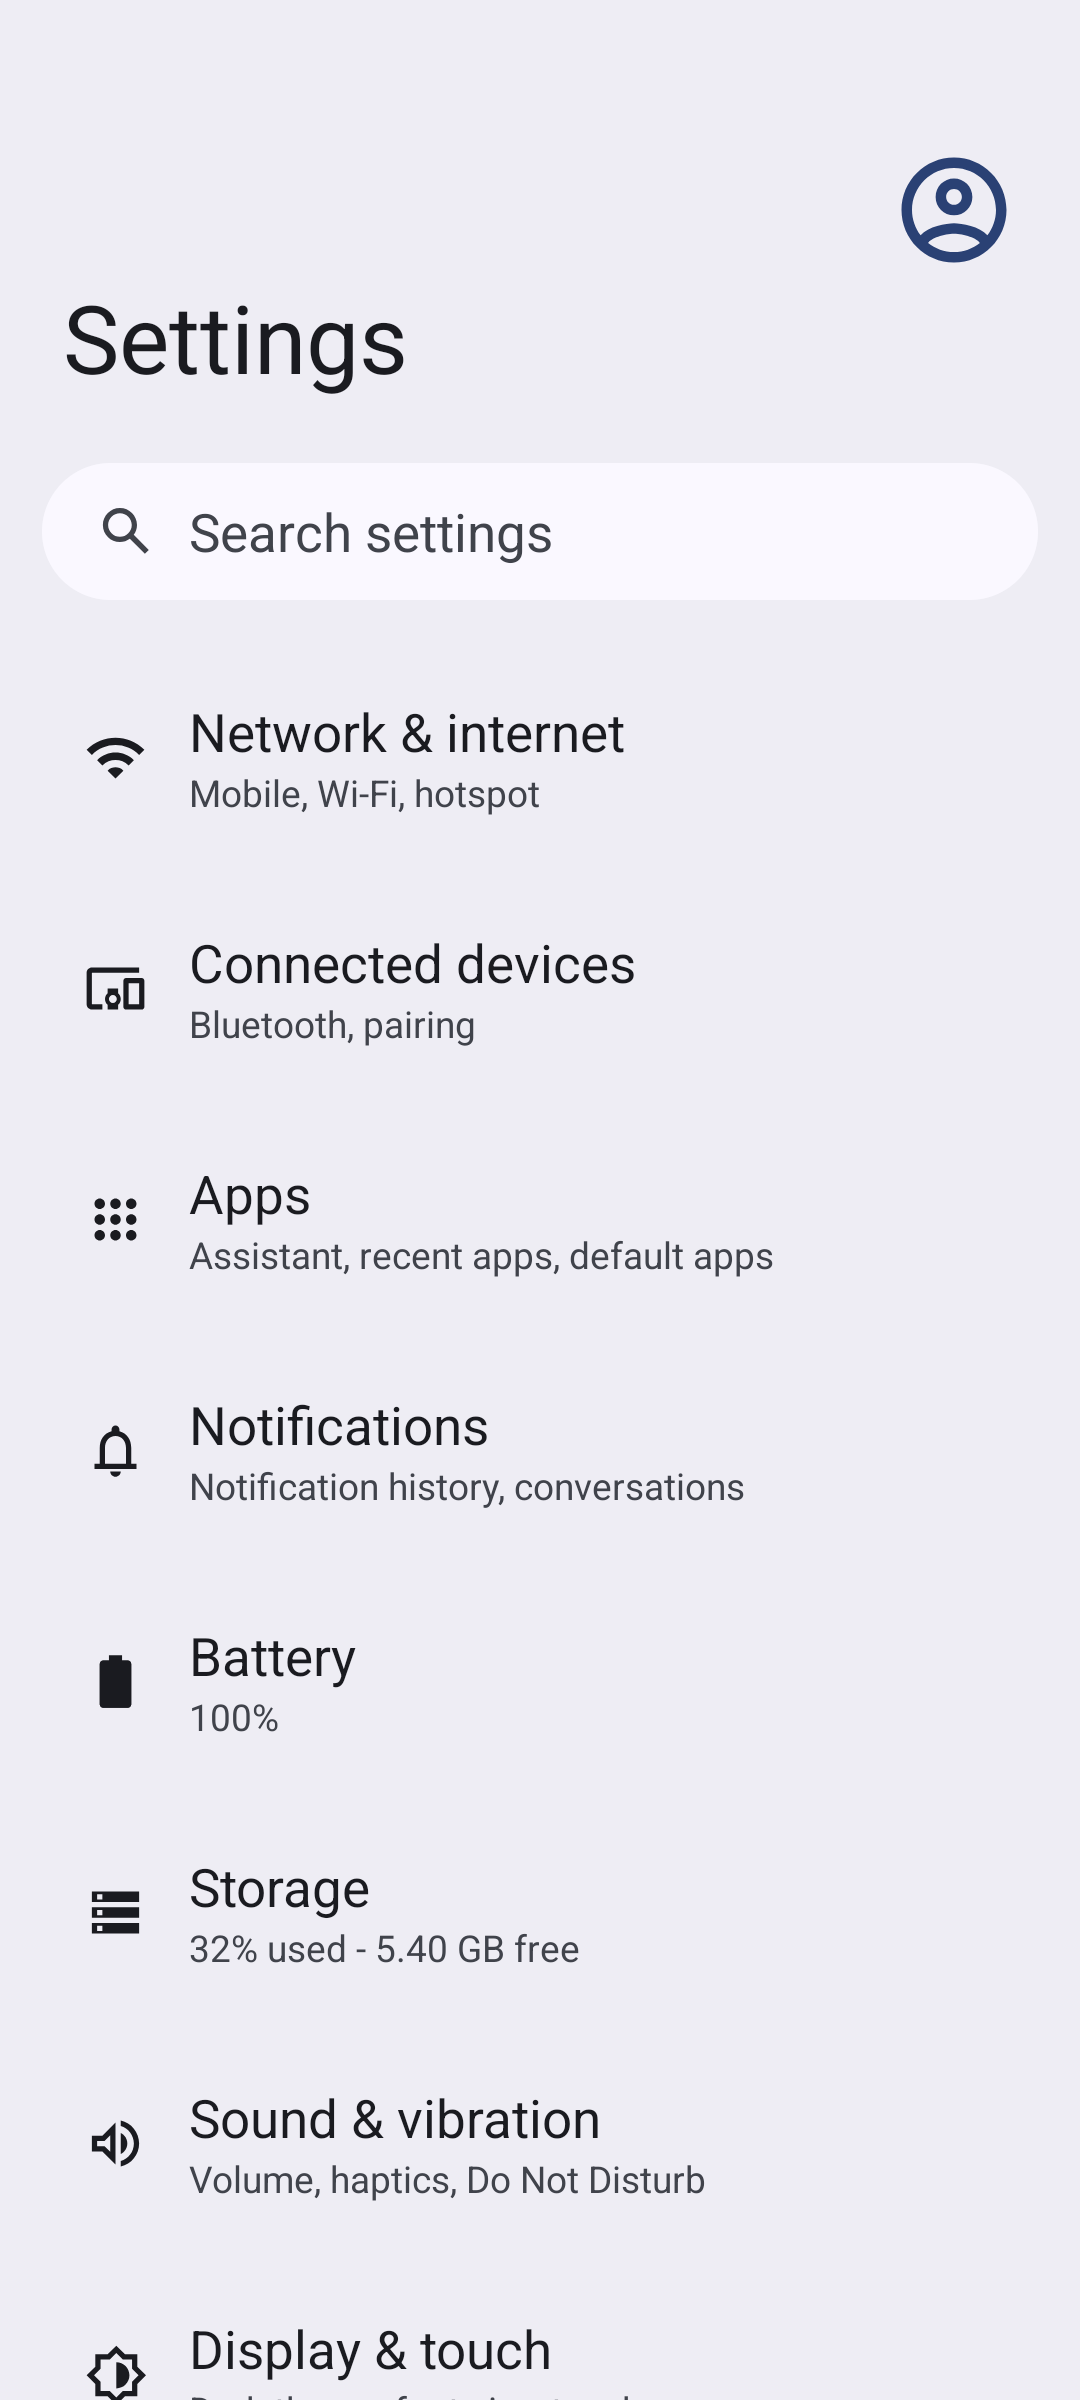 Settings
Search settings
Network & internet
Mobile, Wi-Fi, hotspot
Connected devices
Bluetooth, pairing
Apps
Assistant, recent apps, default apps
Notifications
Notification history, conversations
Battery
100%
Storage
32% used - 5.40 GB free
Sound & vibration
Volume, haptics, Do Not Disturb
Display & touch